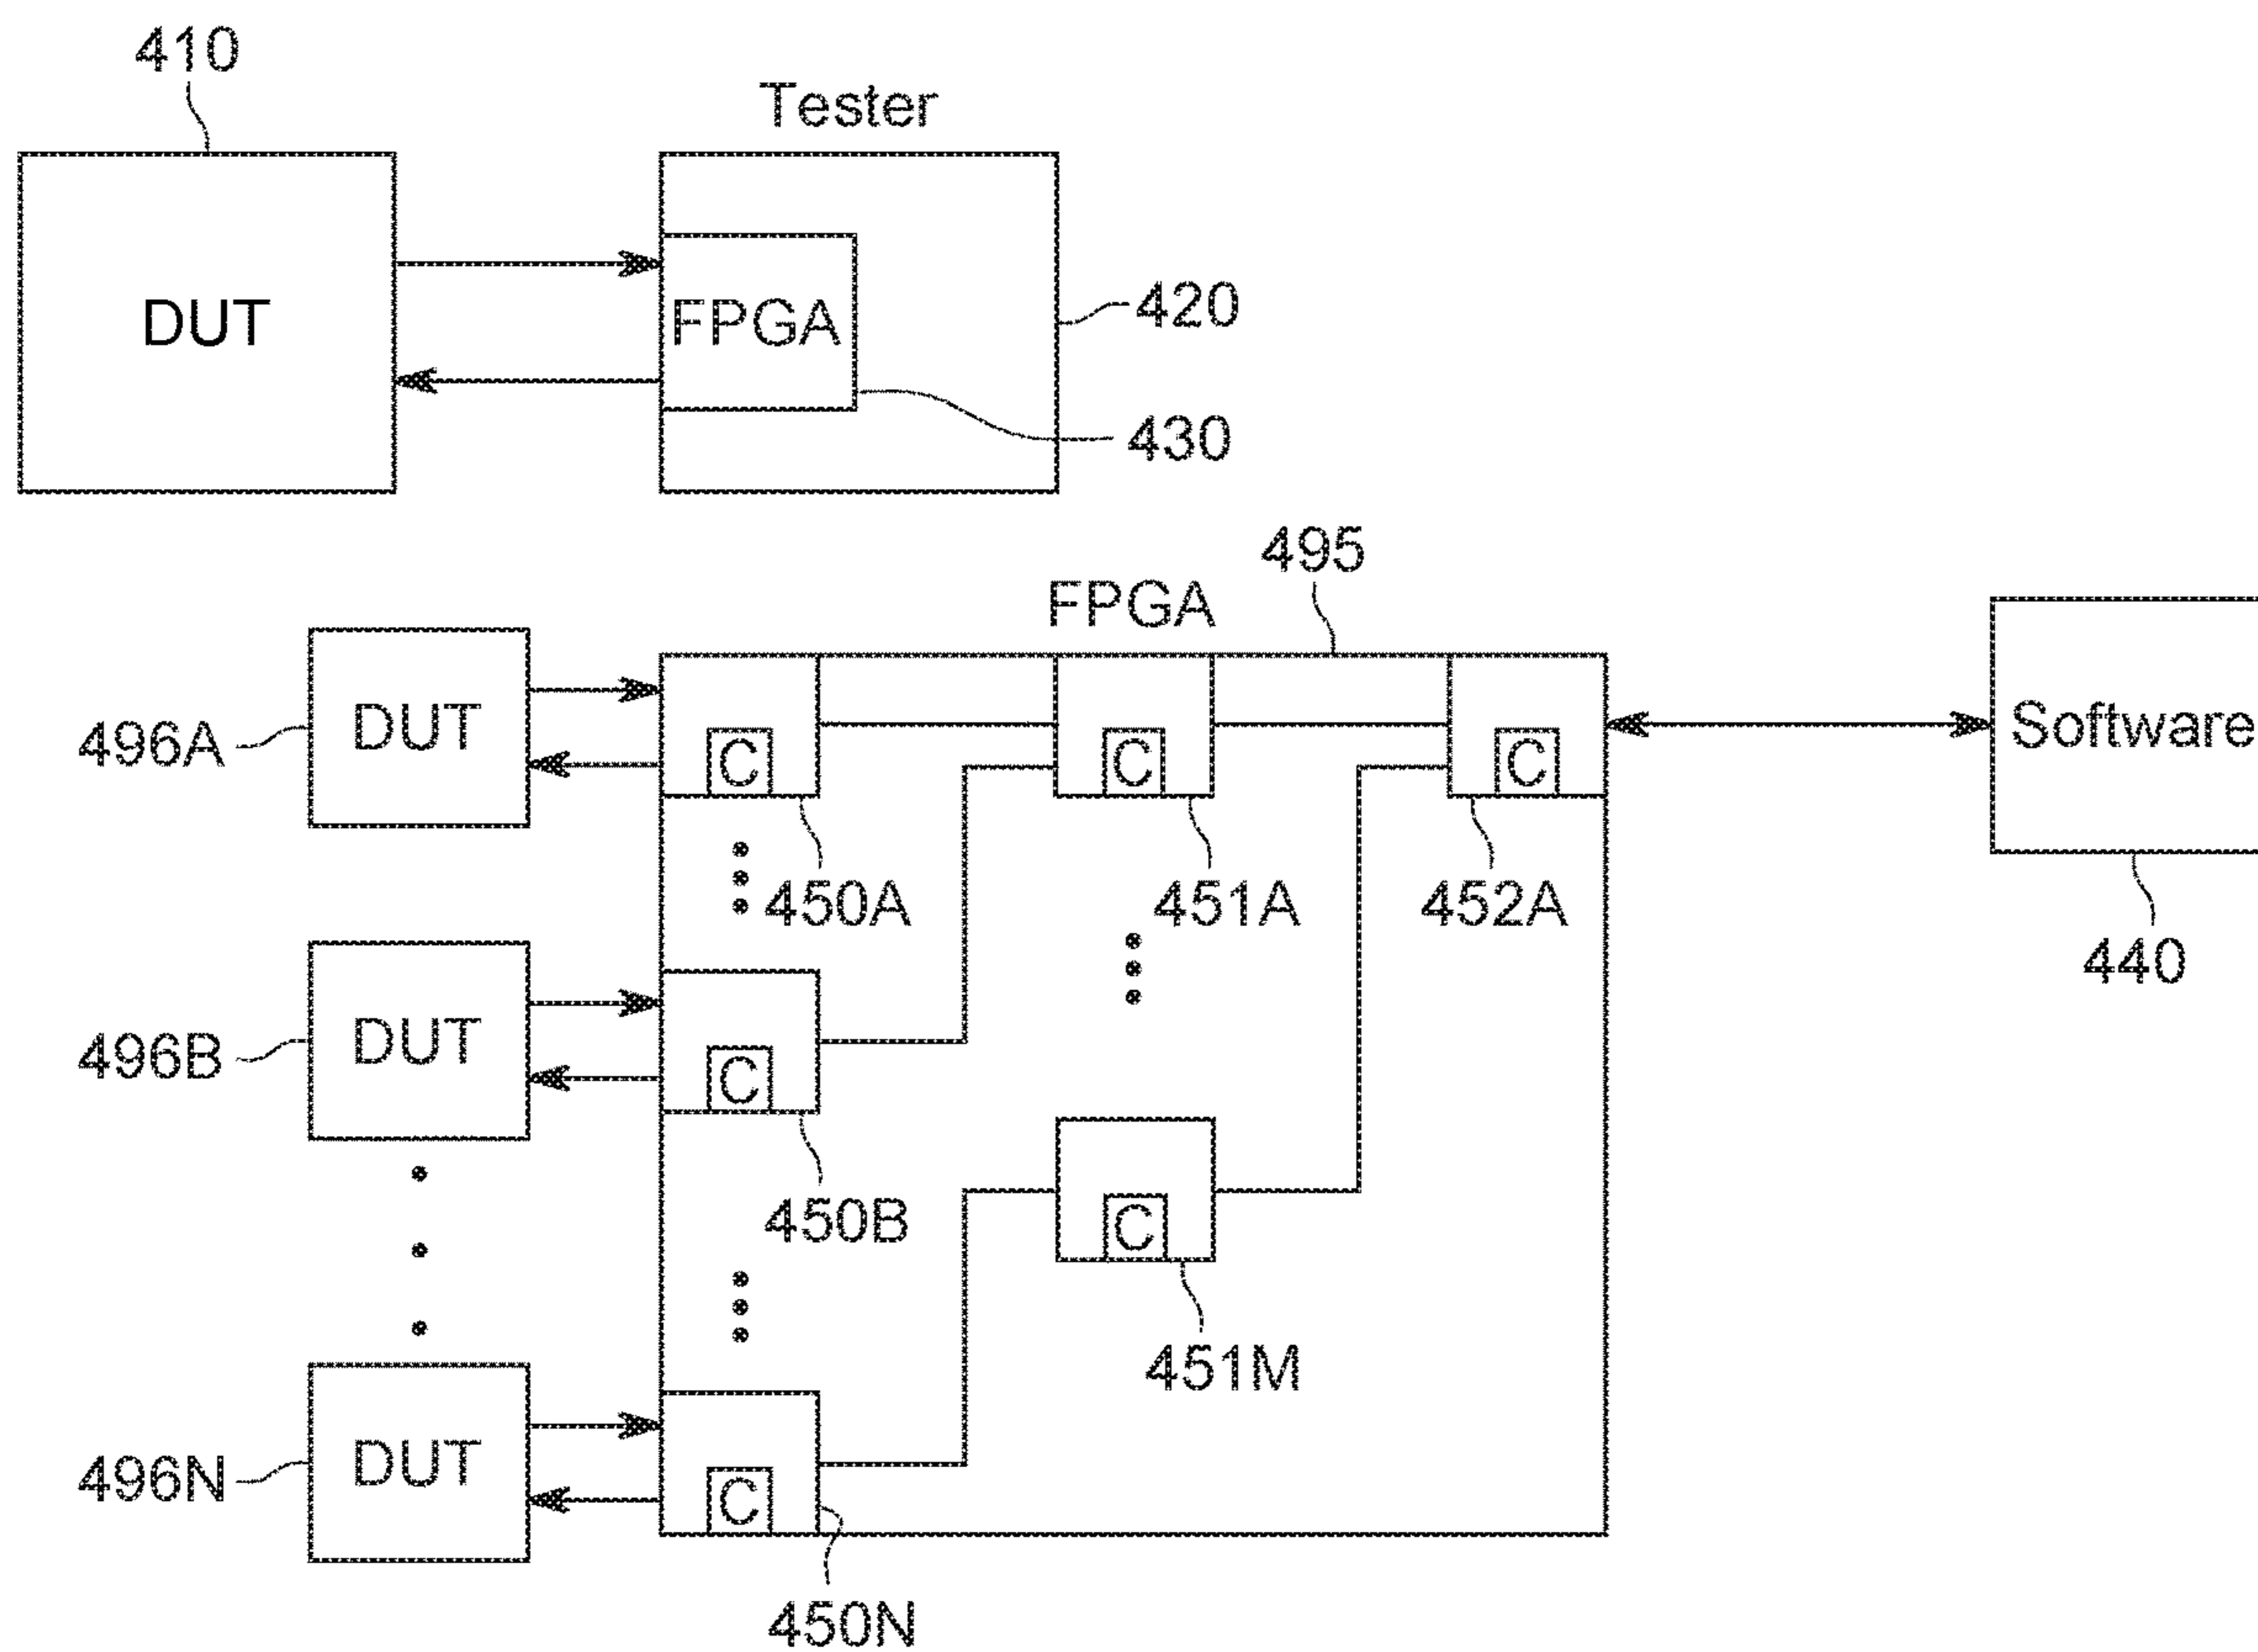 410
Tester
DUT
FPGA
420
430
495
FPGA
496A
DUT
C
C
C
Software
450A
451A
452A
440
496B
DUT
C
450B
C
451M
496N
DUT
C
450N